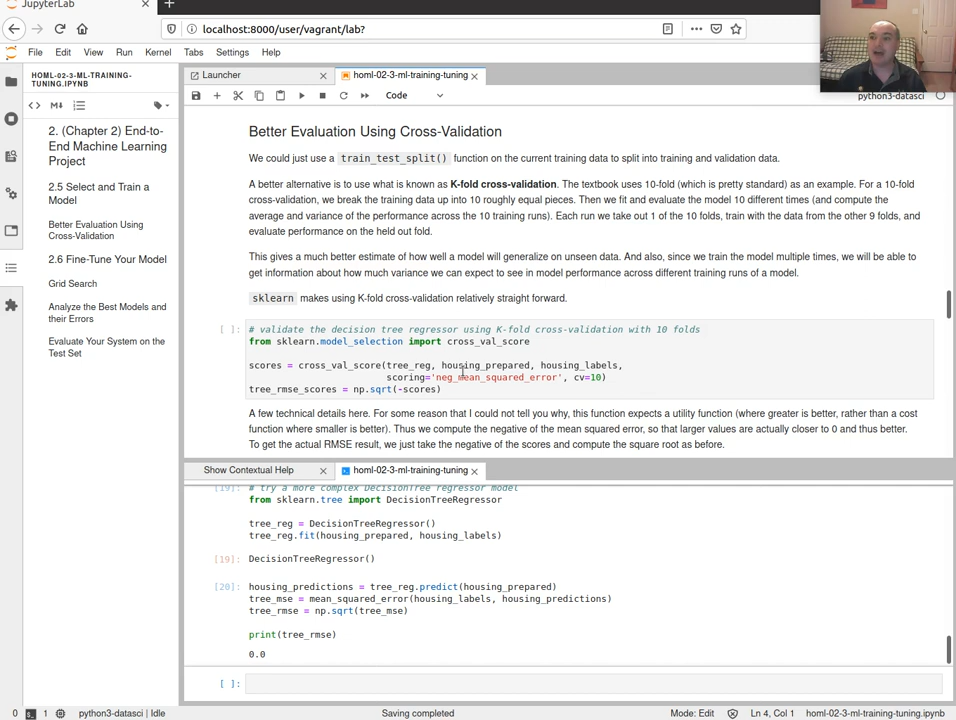 JupyterLab
localhost:8000/user/vagrant/lab?
File Edit View Run Kernel Tabs Settings Help
HOML-02-3-ML-TRAINING-
TUNING.IPYNB
2. (Chapter 2) End-to-
End Machine Learning
Project
2.5 Select and Train a
Model
Better Evaluation Using
Cross-Validation
2.6 Fine-Tune Your Model
Grid Search
Analyze the Best Models and
their Errors
Evaluate Your System on the
Test Set
Launcher
homl-02-3-ml-training-tuning
Code
python3-datasci
Better Evaluation Using Cross-Validation
We could just use a train_test_split() function on the current training data to split into training and validation data.
A better alternative is to use what is known as K-fold cross-validation. The textbook uses 10-fold (which is pretty standard) as an example. For a 10-fold
cross-validation, we break the training data up into 10 roughly equal pieces. Then we fit and evaluate the model 10 different times (and compute the
average and variance of the performance across the 10 training runs). Each run we take out 1 of the 10 folds, train with the data from the other 9 folds, and
evaluate performance on the held out fold.
This gives a much better estimate of how well a model will generalize on unseen data. And also, since we train the model multiple times, we will be able to
get information about how much variance we can expect to see in model performance across different training runs of a model.
sklearn makes using K-fold cross-validation relatively straight forward.
[ ]: # validate the decision tree regressor using K-fold cross-validation with 10 folds
from sklearn.model_selection import cross_val_score
scores = cross_val_score(tree_reg, housing_prepared, housing_labels,
scoring='neg_mean_squared_error', cv=10)
tree_rmse_scores = np.sqrt(-scores)
A few technical details here. For some reason that I could not tell you why, this function expects a utility function (where greater is better, rather than a cost
function where smaller is better). Thus we compute the negative of the mean squared error, so that larger values are actually closer to 0 and thus better.
To get the actual RMSE result, we just take the negative of the scores and compute the square root as before.
Show Contextual Help
homl-02-3-ml-training-tuning
[19]: # try a more complex DecisionTree regressor model
from sklearn.tree import DecisionTreeRegressor
tree_reg = DecisionTreeRegressor()
tree_reg.fit(housing_prepared, housing_labels)
[19]: DecisionTreeRegressor()
[20]: housing_predictions = tree_reg.predict(housing_prepared)
tree_mse = mean_squared_error(housing_labels, housing_predictions)
tree_rmse = np.sqrt(tree_mse)
print(tree_rmse)
0.0
[ ]:
0 1 python3-datasci | Idle Saving completed Mode: Edit Ln 4, Col 1 homl-02-3-ml-training-tuning.ipynb